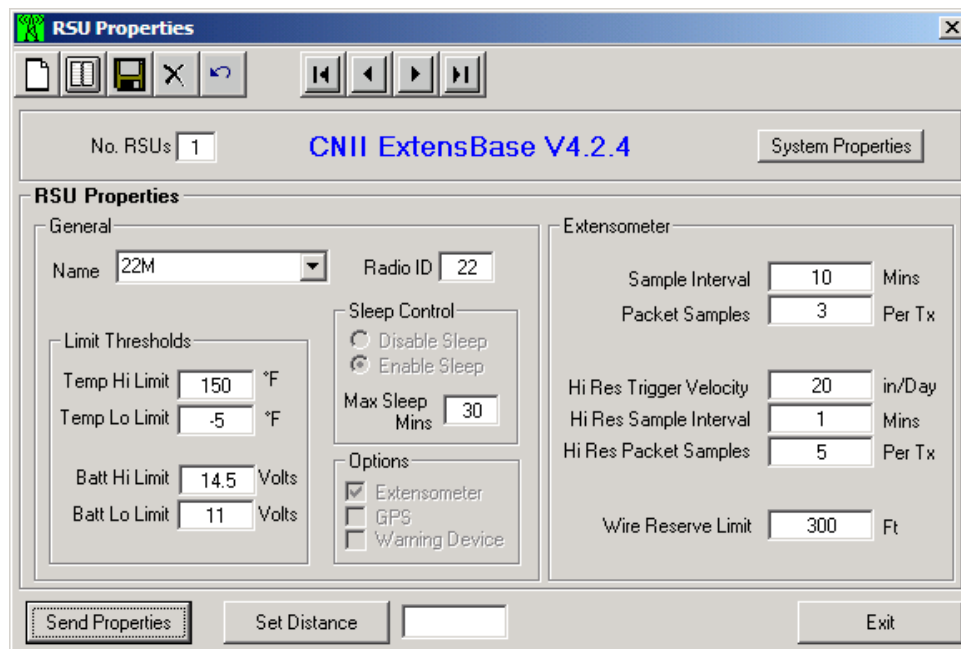 RSU Properties
No. RSUs 1
CNII ExtensBase V4.2.4
System Properties
RSU Properties
General
Name 22M
Radio ID 22
Limit Thresholds
Temp Hi Limit 150 °F
Temp Lo Limit -5 °F
Batt Hi Limit 14.5 Volts
Batt Lo Limit 11 Volts
Sleep Control
Disable Sleep
Enable Sleep
Max Sleep
Mins 30
Options
Extensometer
GPS
Warning Device
Extensometer
Sample Interval 10 Mins
Packet Samples 3 Per Tx
Hi Res Trigger Velocity 20 in/Day
Hi Res Sample Interval 1 Mins
Hi Res Packet Samples 5 Per Tx
Wire Reserve Limit 300 Ft
Send Properties
Set Distance
Exit